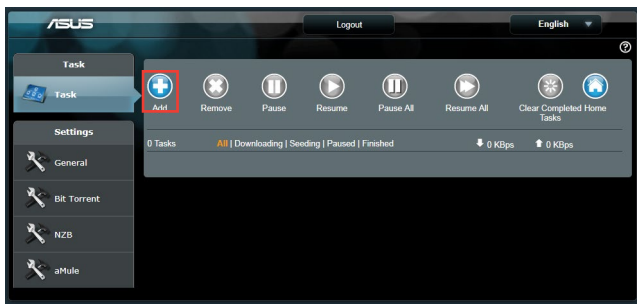 ASUS
Logout
English
?
Task
Task
Settings
General
Bit Torrent
NZB
aMule
Add
Remove
Pause
Resume
Pause All
Resume All
Clear Completed Tasks
Home
0 Tasks
All | Downloading | Seeding | Paused | Finished
0 KBps
0 KBps